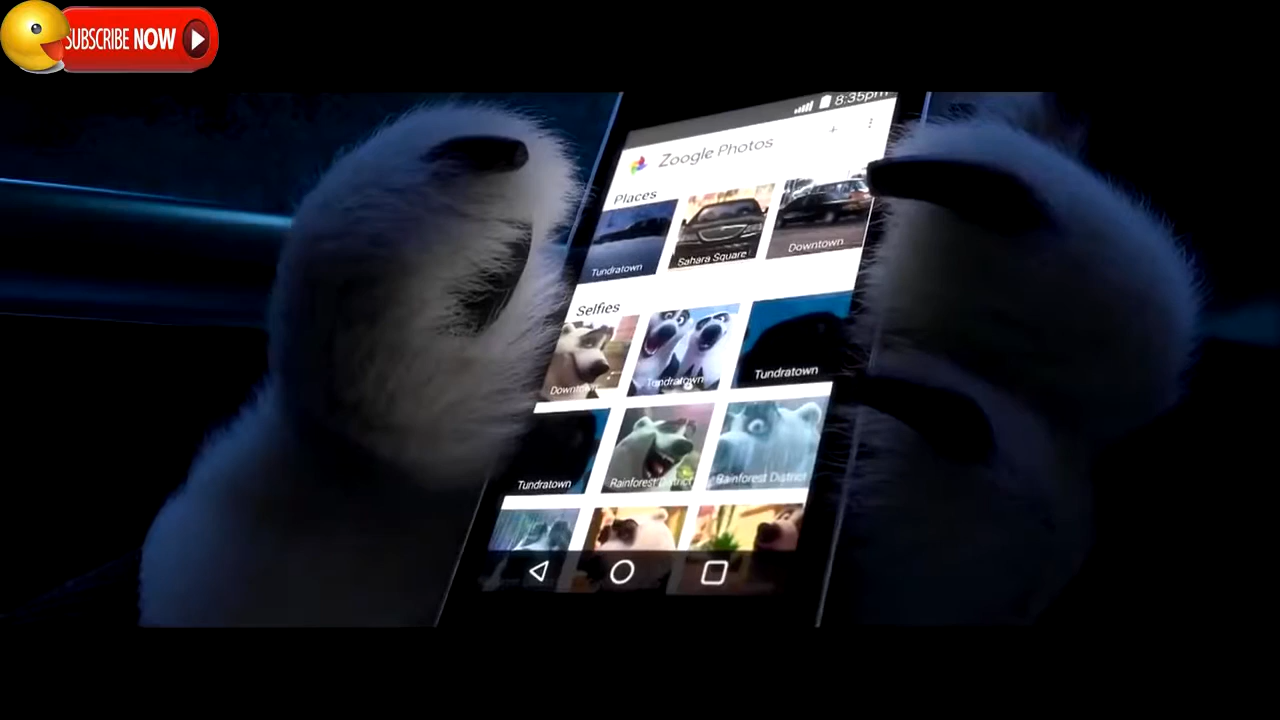 SUBSCRIBE NOW
8:35pm
Zoogle Photos
Places
Tundratown
Sahara Square
Downtown
Selfies
Downtown
Tundratown
Tundratown
Tundratown
Rainforest District
Rainforest District